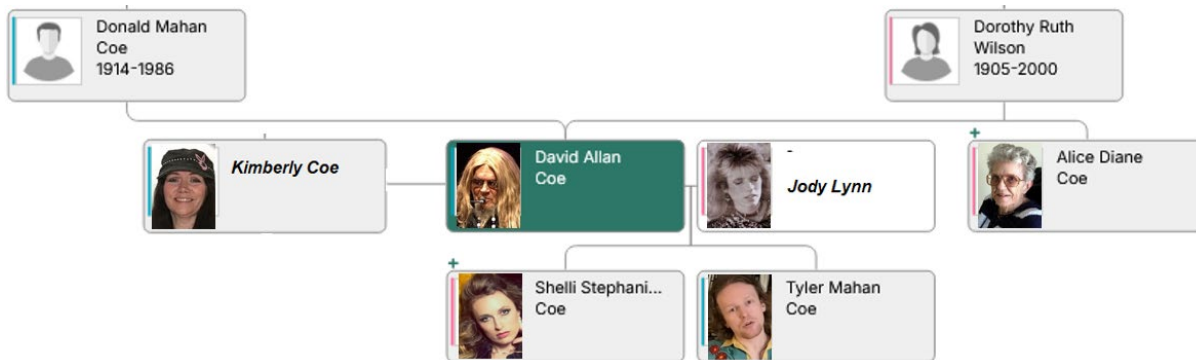 Donald Mahan
Coe
1914-1986
Dorothy Ruth
Wilson
1905-2000
Kimberly Coe
David Allan
Coe
-
Jody Lynn
+
Alice Diane
Coe
+
Shelli Stephani...
Coe
Tyler Mahan
Coe